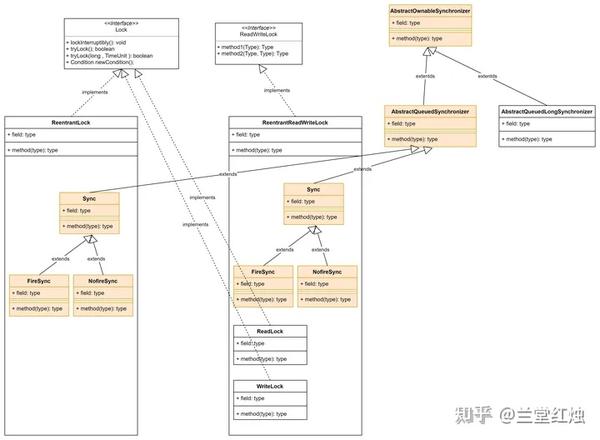 <<Interface>>
Lock
+ lockInterruptibly(): void
+ tryLock(): boolean
+ tryLock(long , TimeUnit ): boolean
+ Condition newCondition();
<<Interface>>
ReadWriteLock
+ method1(Type): Type
+ method2(Type, Type): Type
AbstractOwnableSynchronizer
+ field: type
+ method(type): type
extentds
extentds
implements
implements
ReentrantLock
+ field: type
+ method(type): type
ReentrantReadWriteLock
+ field: type
+ method(type): type
AbstractQueuedSynchronizer
+ field: type
+ method(type): type
AbstractQueuedLongSynchronizer
+ field: type
+ method(type): type
extends
extends
implements
implements
Sync
+ field: type
+ method(type): type
extends
extends
Sync
+ field: type
+ method(type): type
extends
extends
FireSync
+ field: type
+ method(type): type
NofireSync
+ field: type
+ method(type): type
FireSync
+ field: type
+ method(type): type
NofireSync
+ field: type
+ method(type): type
ReadLock
+ field: type
+ method(type): type
WriteLock
+ field: type
+ method(type): type
知乎 @兰堂红烛